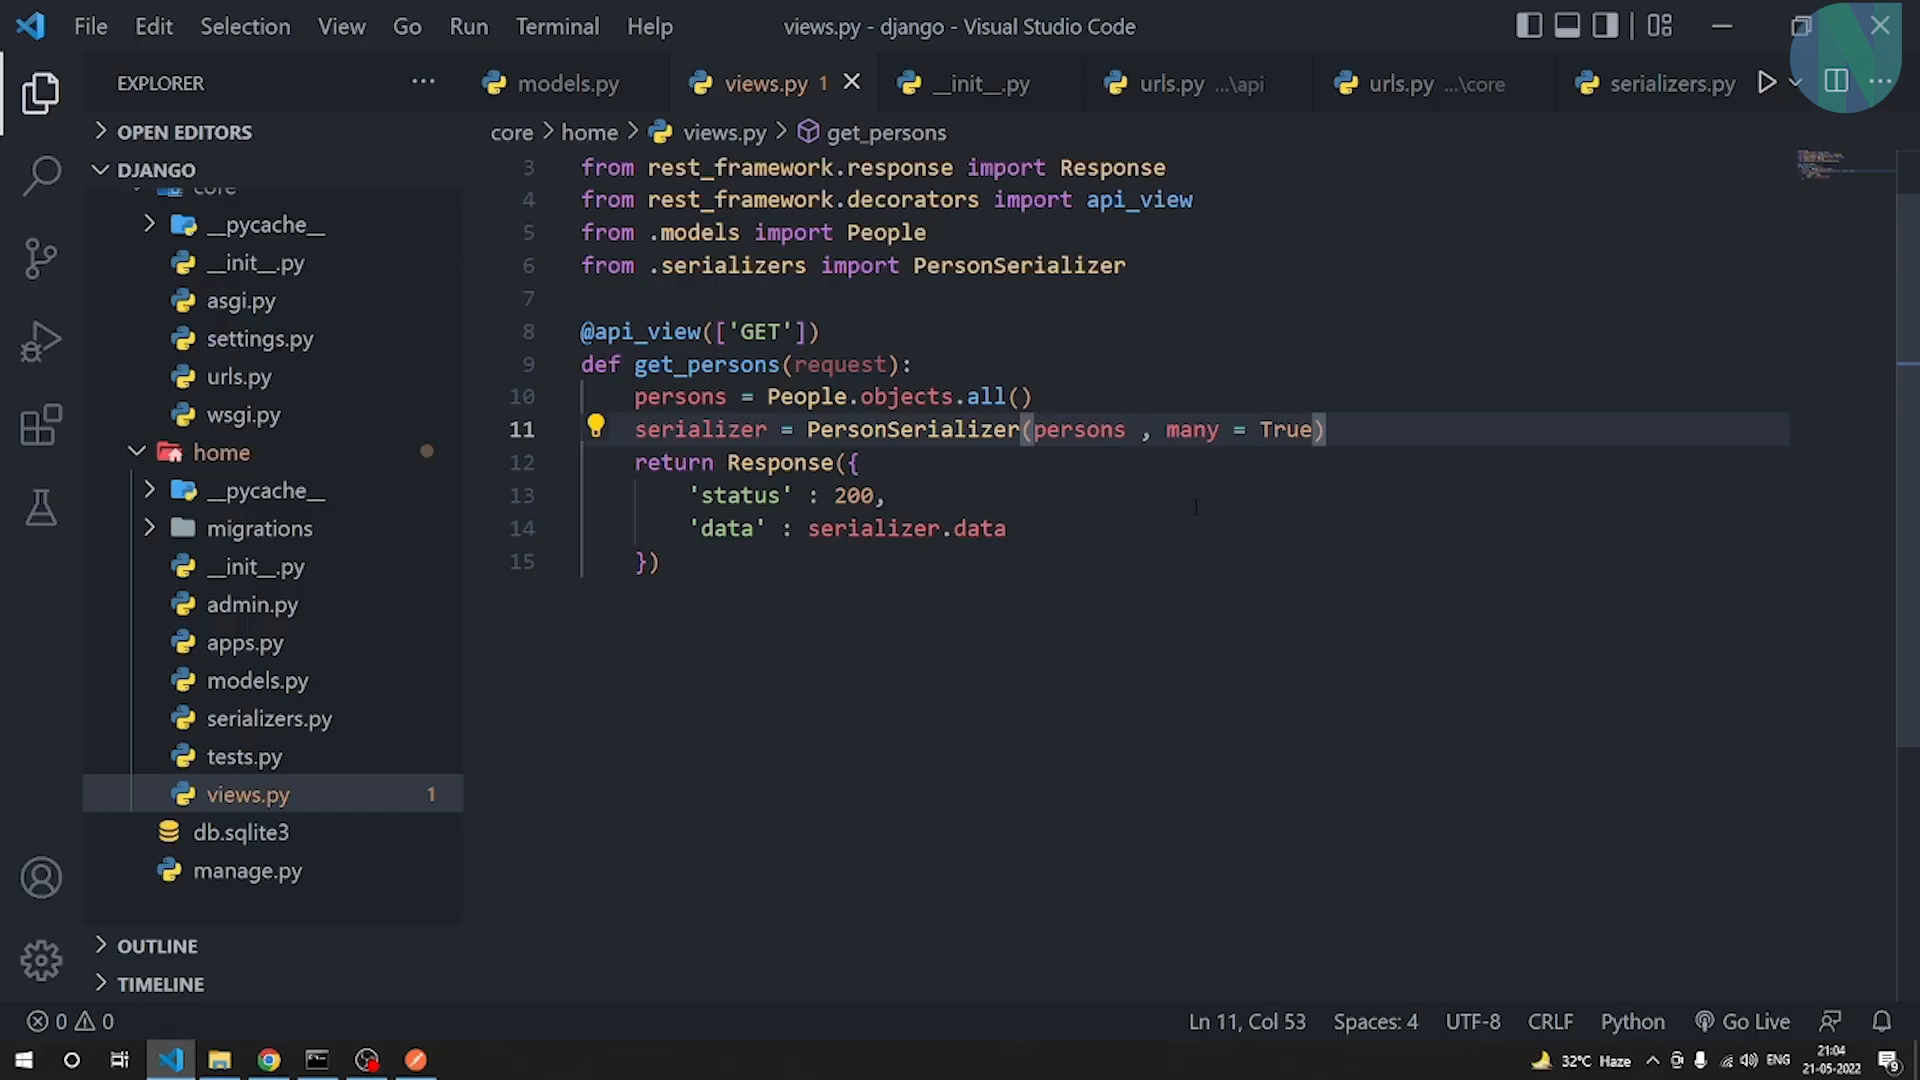 File Edit Selection View Go Run Terminal Help
views.py - django - Visual Studio Code
EXPLORER
models.py
views.py 1
__init__.py
urls.py ...\api
urls.py ...\core
serializers.py
OPEN EDITORS
DJANGO
core
__pycache__
__init__.py
asgi.py
settings.py
urls.py
wsgi.py
home
__pycache__
migrations
__init__.py
admin.py
apps.py
models.py
serializers.py
tests.py
views.py 1
db.sqlite3
manage.py
OUTLINE
TIMELINE
core > home > views.py > get_persons
3 from rest_framework.response import Response
4 from rest_framework.decorators import api_view
5 from .models import People
6 from .serializers import PersonSerializer
7
8 @api_view(['GET'])
9 def get_persons(request):
10 persons = People.objects.all()
11 serializer = PersonSerializer(persons , many = True)
12 return Response({
13 'status' : 200,
14 'data' : serializer.data
15 })
0 0
Ln 11, Col 53 Spaces: 4 UTF-8 CRLF Python Go Live
32°C Haze ENG
21:04
21-05-2022
9